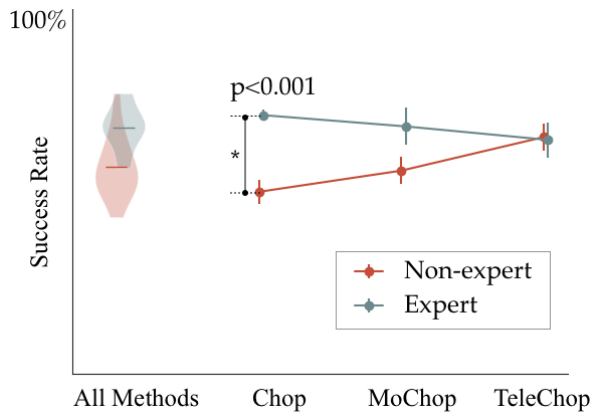 100%
p<0.001
*
Success Rate
Non-expert
Expert
All Methods Chop MoChop TeleChop